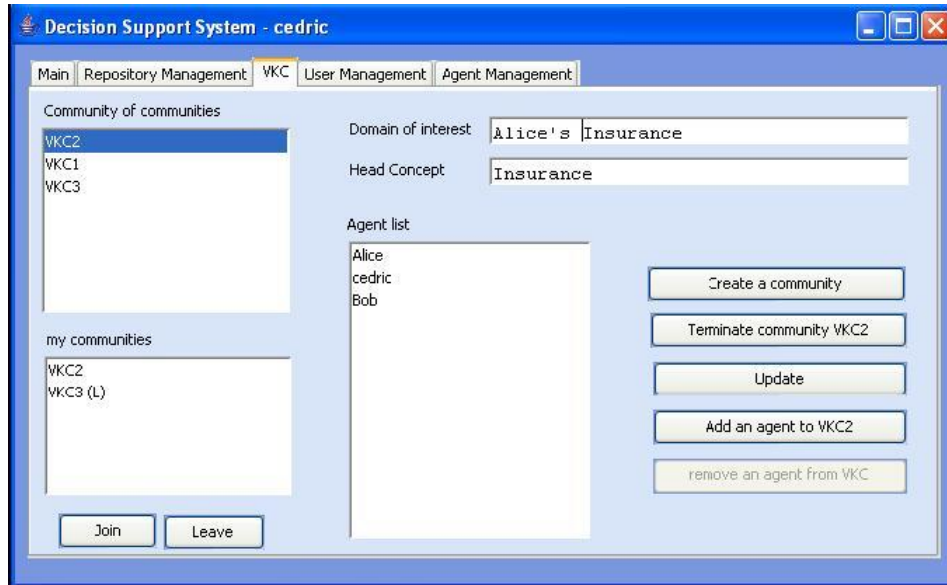 Decision Support System - cedric
Main Repository Management VKC User Management Agent Management
Community of communities
VKC2
VKC1
VKC3
Domain of interest Alice's Insurance
Head Concept Insurance
Agent list
Alice
cedric
Bob
my communities
VKC2
VKC3 (L)
Join Leave
Create a community
Terminate community VKC2
Update
Add an agent to VKC2
remove an agent from VKC